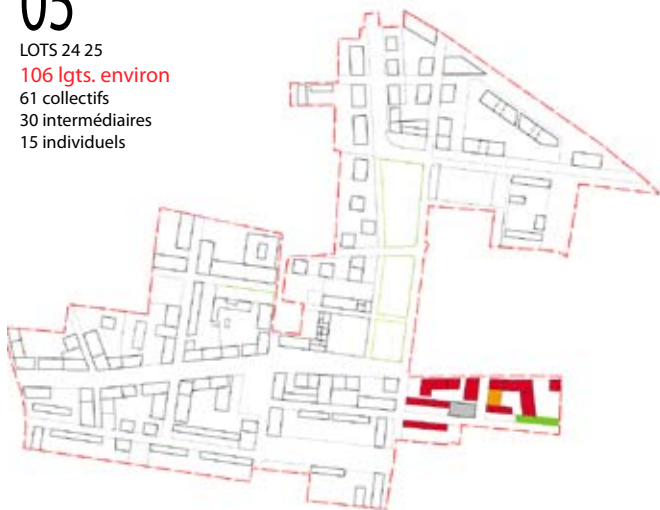 05
LOTS 24 25
106 lgts. environ
61 collectifs
30 intermédiaires
15 individuels